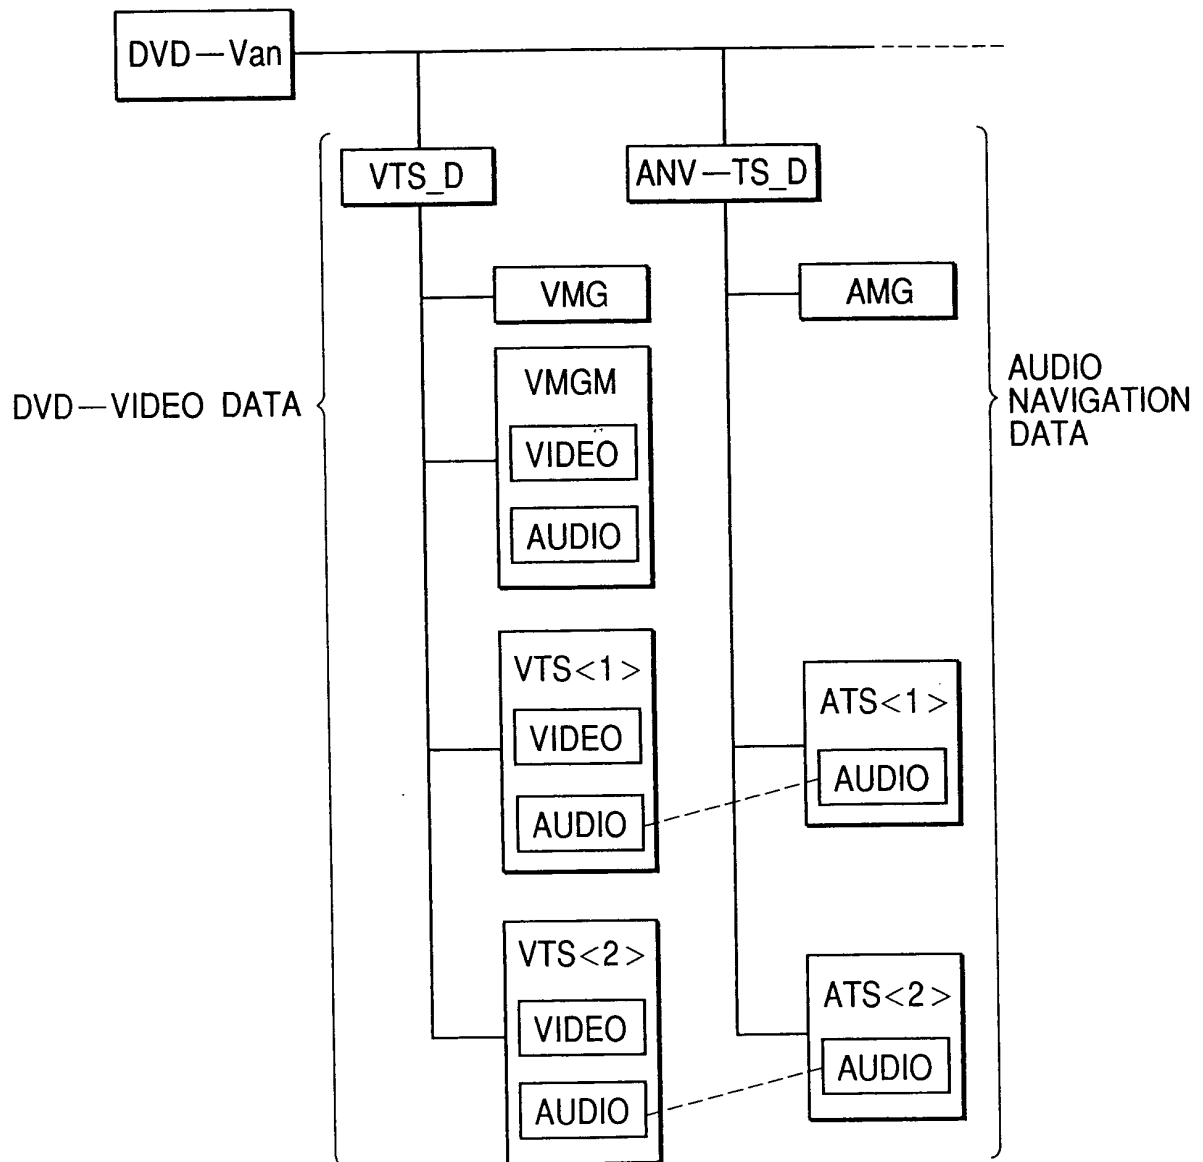 DVD—Van
VTS_D
ANV—TS_D
VMG
AMG
VMGM
VIDEO
AUDIO
DVD—VIDEO DATA
AUDIO
NAVIGATION
DATA
VTS<1>
VIDEO
AUDIO
ATS<1>
AUDIO
VTS<2>
VIDEO
AUDIO
ATS<2>
AUDIO